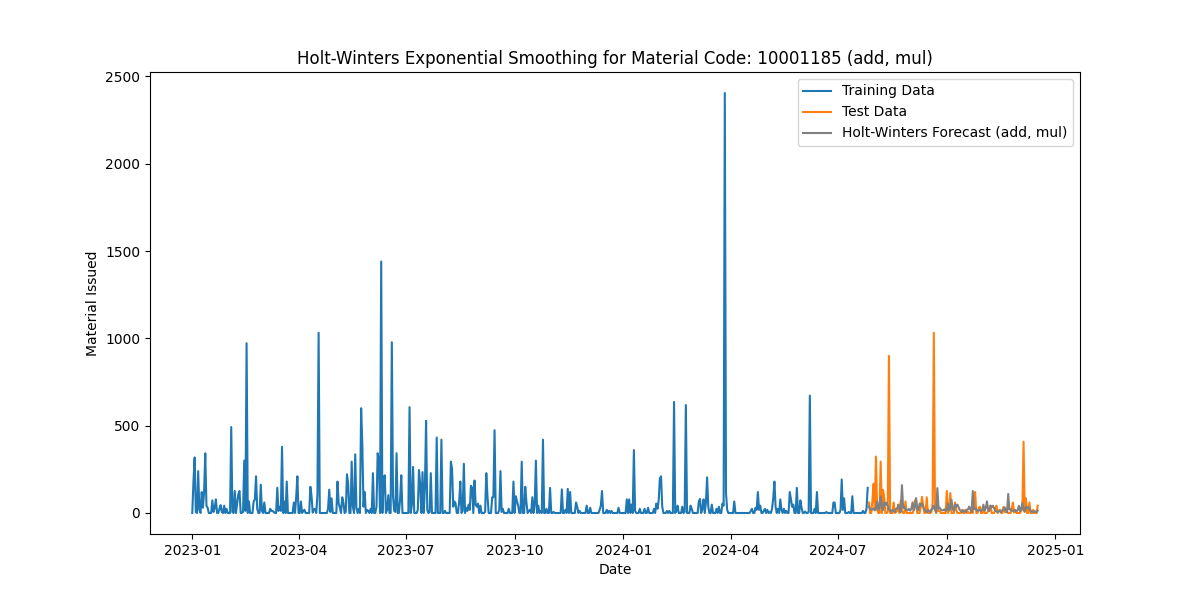 Holt-Winters Exponential Smoothing for Material Code: 10001185 (add, mul)
2500
2000
1500
1000
500
0
Material Issued
Training Data
Test Data
Holt-Winters Forecast (add, mul)
2023-01
2023-04
2023-07
2023-10
2024-01
2024-04
2024-07
2024-10
2025-01
Date